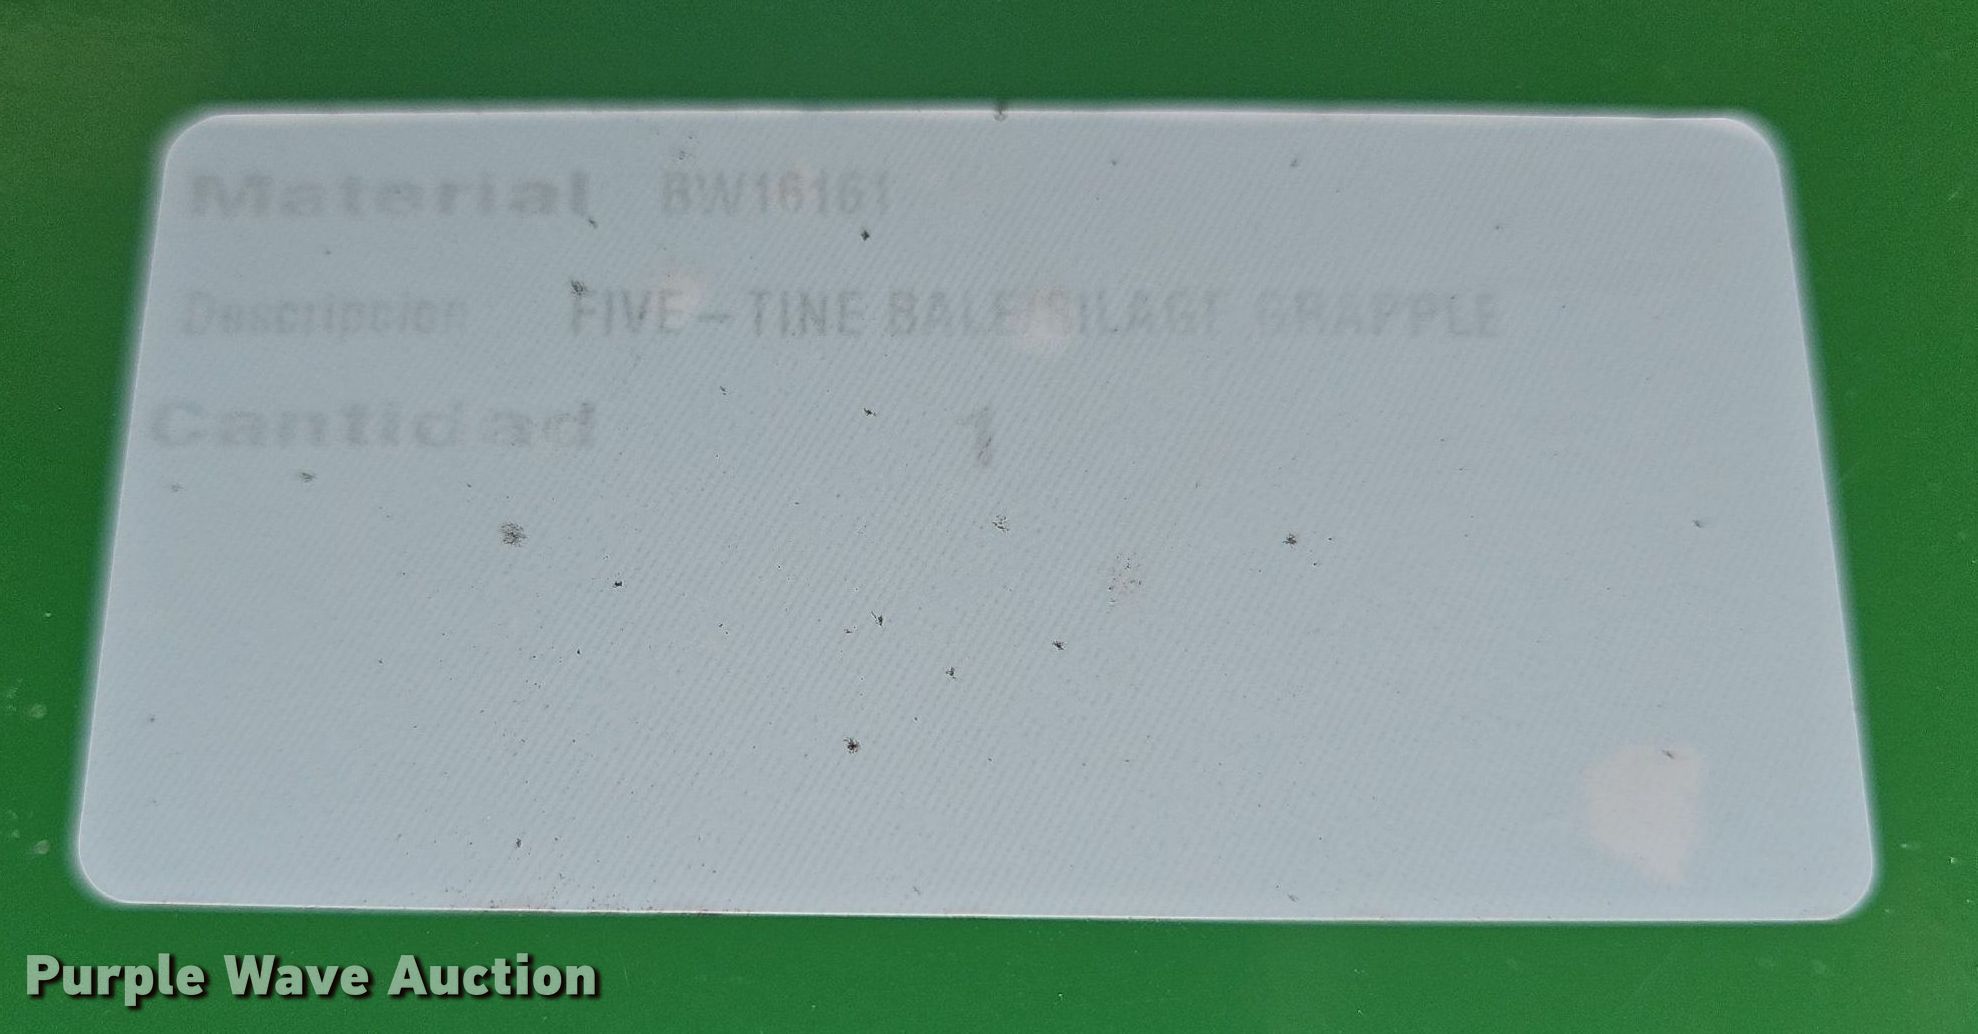 Material BW16161
Descripcion FIVE-TINE BALE/SILAGE GRAPPLE
Cantidad 1
Purple Wave Auction